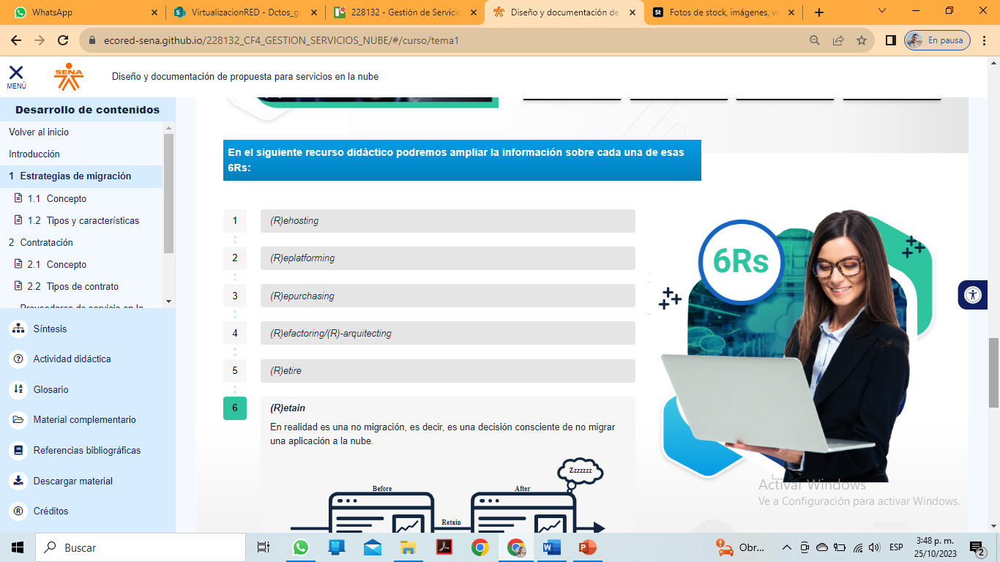 WhatsApp
VirtualizacionRED - Dctos_gr
228132 - Gestión de Servicio
Diseño y documentación de
St
Fotos de stock, imágenes, ve
ecored-sena.github.io/228132_CF4_GESTION_SERVICIOS_NUBE/#/curso/tema1
En pausa
MENÚ
SENA
Diseño y documentación de propuesta para servicios en la nube
Desarrollo de contenidos
Volver al inicio
Introducción
1 Estrategias de migración
1.1 Concepto
1.2 Tipos y características
2 Contratación
2.1 Concepto
2.2 Tipos de contrato
Proveedores de servicio en la
Síntesis
Actividad didáctica
Glosario
Material complementario
Referencias bibliográficas
Descargar material
Créditos
En el siguiente recurso didáctico podremos ampliar la información sobre cada una de esas
6Rs:
1 (R)ehosting
2 (R)eplatforming
3 (R)epurchasing
4 (R)efactoring/(R)-arquitecting
5 (R)etire
6 (R)etain
En realidad es una no migración, es decir, es una decisión consciente de no migrar
una aplicación a la nube.
Zzzzzzz
Before
After
Retain
6Rs
Activar Windows
Ve a Configuración para activar Windows.
Buscar
Obr...
ESP
3:48 p. m.
25/10/2023
2